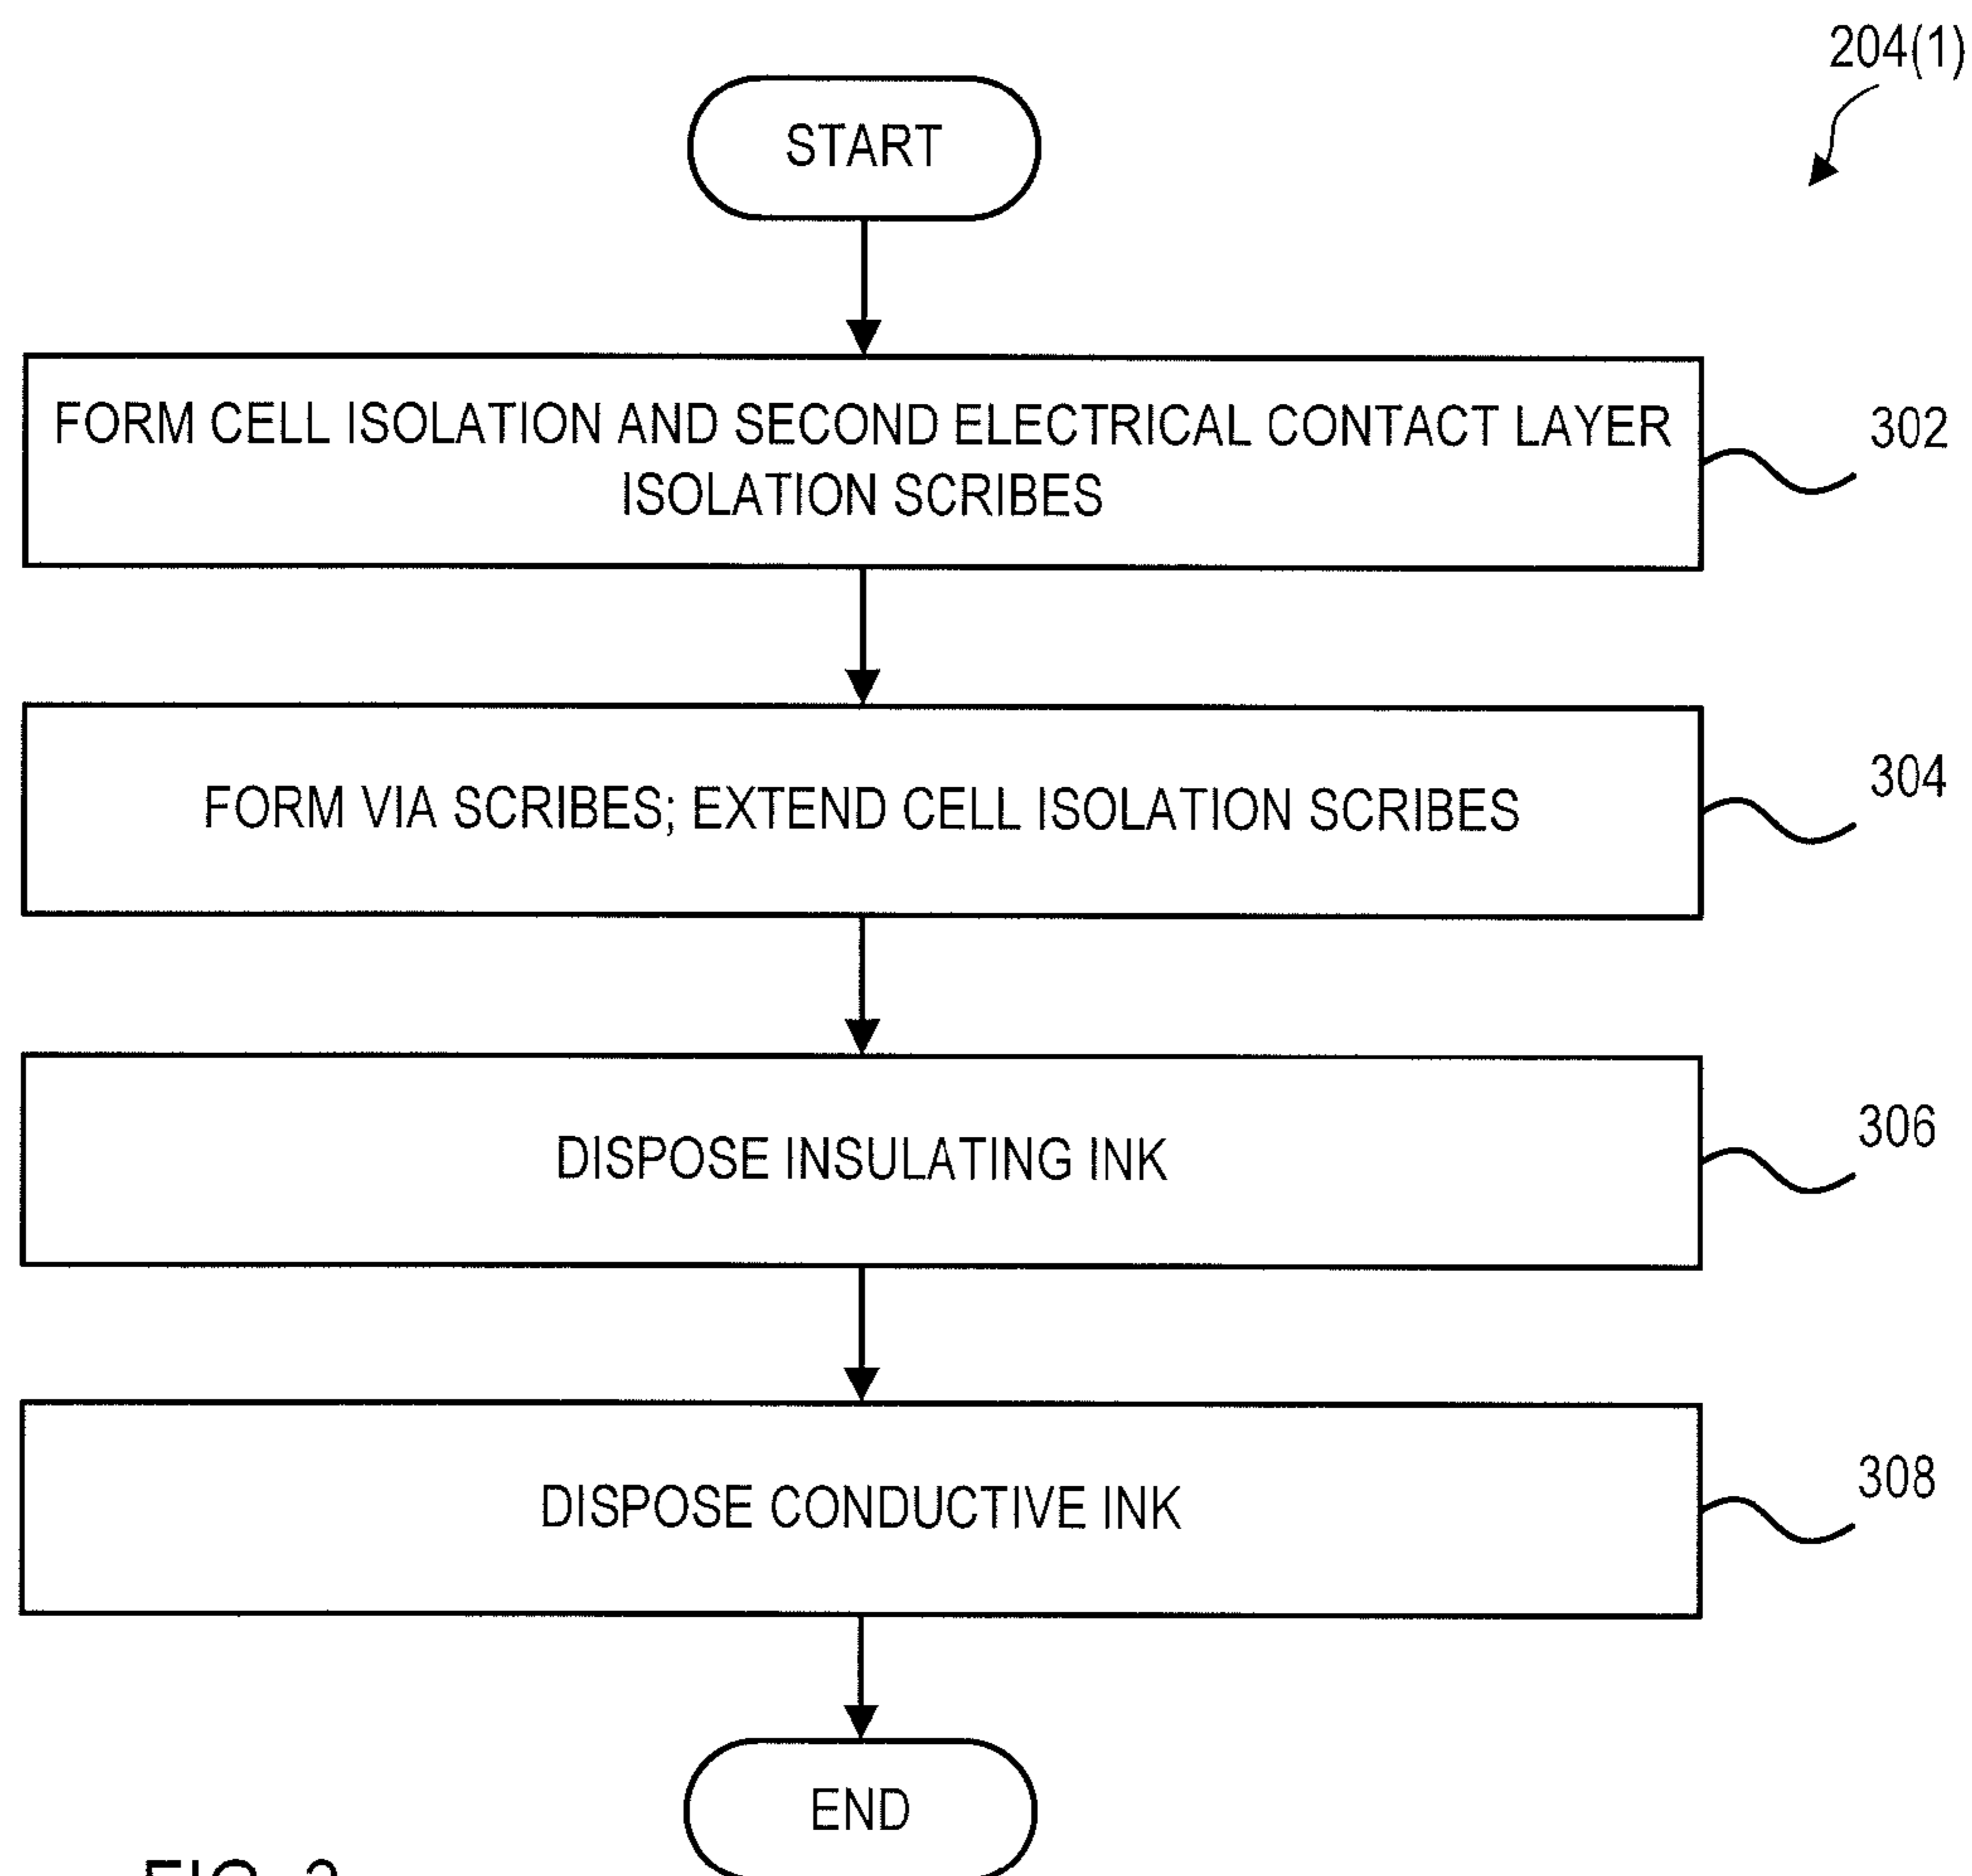 204(1)
START
FORM CELL ISOLATION AND SECOND ELECTRICAL CONTACT LAYER
ISOLATION SCRIBES
302
FORM VIA SCRIBES; EXTEND CELL ISOLATION SCRIBES
304
DISPOSE INSULATING INK
306
DISPOSE CONDUCTIVE INK
308
END
FIG.